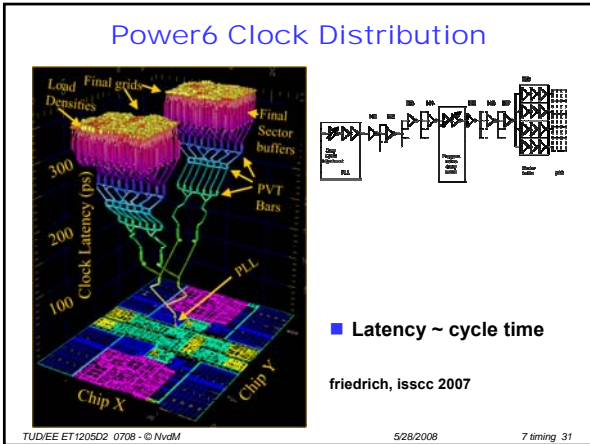 Power6 Clock Distribution
Final grids
Load
Densities
Final
Sector
buffers
PVT
Bars
PLL
300
200
100
Clock Latency (ps)
Chip X
Chip Y
PLL
■ Latency ~ cycle time
friedrich, isscc 2007
TUD/EE ET1205D2 0708 - © NvdM
5/28/2008
7 timing 31